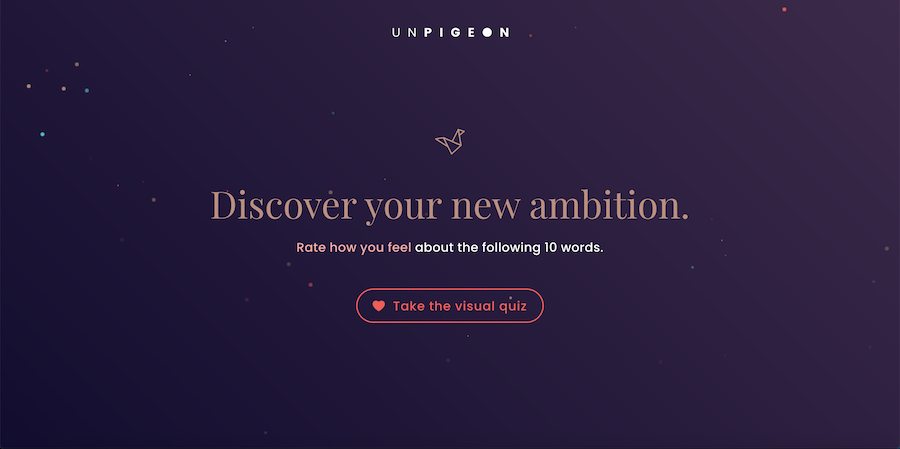 UNPIGEON
Discover your new ambition.
Rate how you feel about the following 10 words.
Take the visual quiz